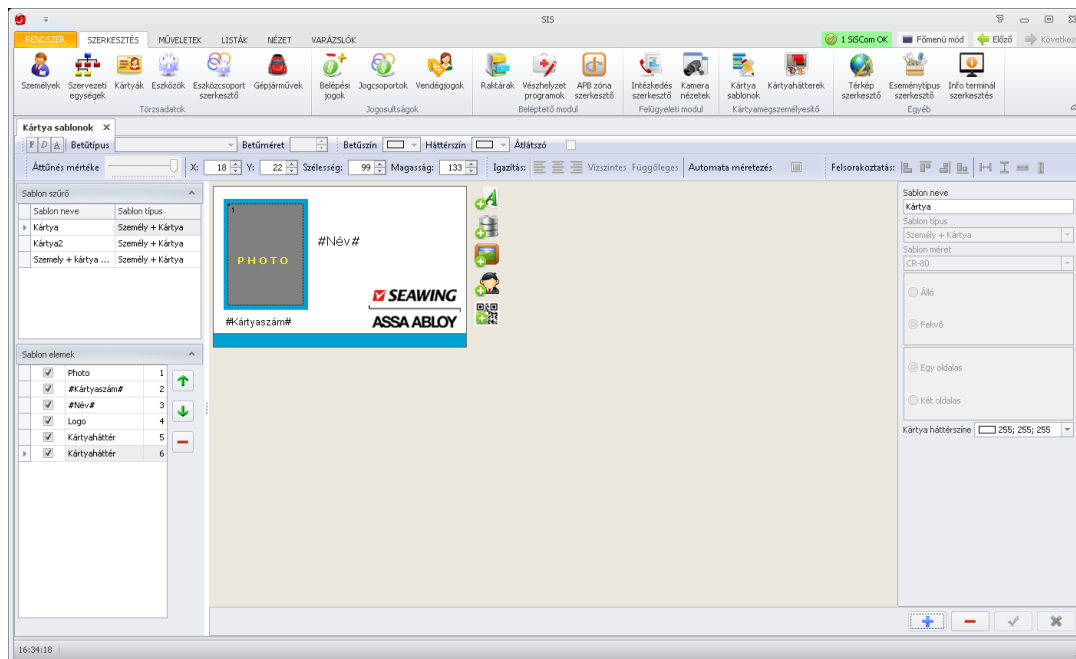 SIS
RENDSZER SZERKESZTÉS MŰVELETEK LISTÁK NÉZET VARÁZSLÓK 1 SiSCom OK Főmenü mód Előző Következő
Személyek Szervezeti egységek Kártyák Eszközök Eszközcsoport szerkesztő Gépjárművek
Törzsadatok
Belépési jogok Jogcsoportok Vendégjogok
Jogosultságok
Raktárak Vészhelyzet programok APB zóna szerkesztő
Beléptető modul
Intézkedés szerkesztő Kamera nézetek
Felügyeleti modul
Kártya sablonok Kártyahátterek
Kártyamegszemélyesítő
Térkép szerkesztő Eseménytípus szerkesztő Info terminál szerkesztés
Egyéb
Kártya sablonok
F D A Betűtípus Betűméret Betűszín Háttérszín Átlátszó
Áttűnés mértéke X: 18 Y: 22 Szélesség: 99 Magasság: 133 Igazítás: Vízszintes Függőleges Automata méretezés Felsorakoztatás:
Sablon szűrő
Sablon neve Sablon típus
Kártya Személy + Kártya
Kártya2 Személy + Kártya
Szemely + kártya ... Személy + Kártya
Sablon elemek
Photo 1
#Kártyaszám# 2
#Név# 3
Logo 4
Kártyaháttér 5
Kártyaháttér 6
1
PHOTO
#Név#
#Kártyaszám#
SEAWING
ASSA ABLOY
A
Sablon neve
Kártya
Sablon típus
Személy + Kártya
Sablon méret
CR-80
Álló
Fekvő
Egy oldalas
Két oldalas
Kártya háttérszíne 255; 255; 255
16:34:18